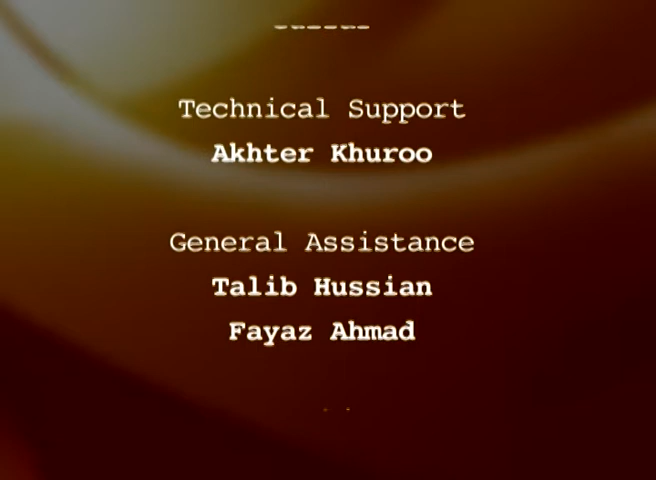 ------
Technical Support
Akhter Khuroo
General Assistance
Talib Hussian
Fayaz Ahmad